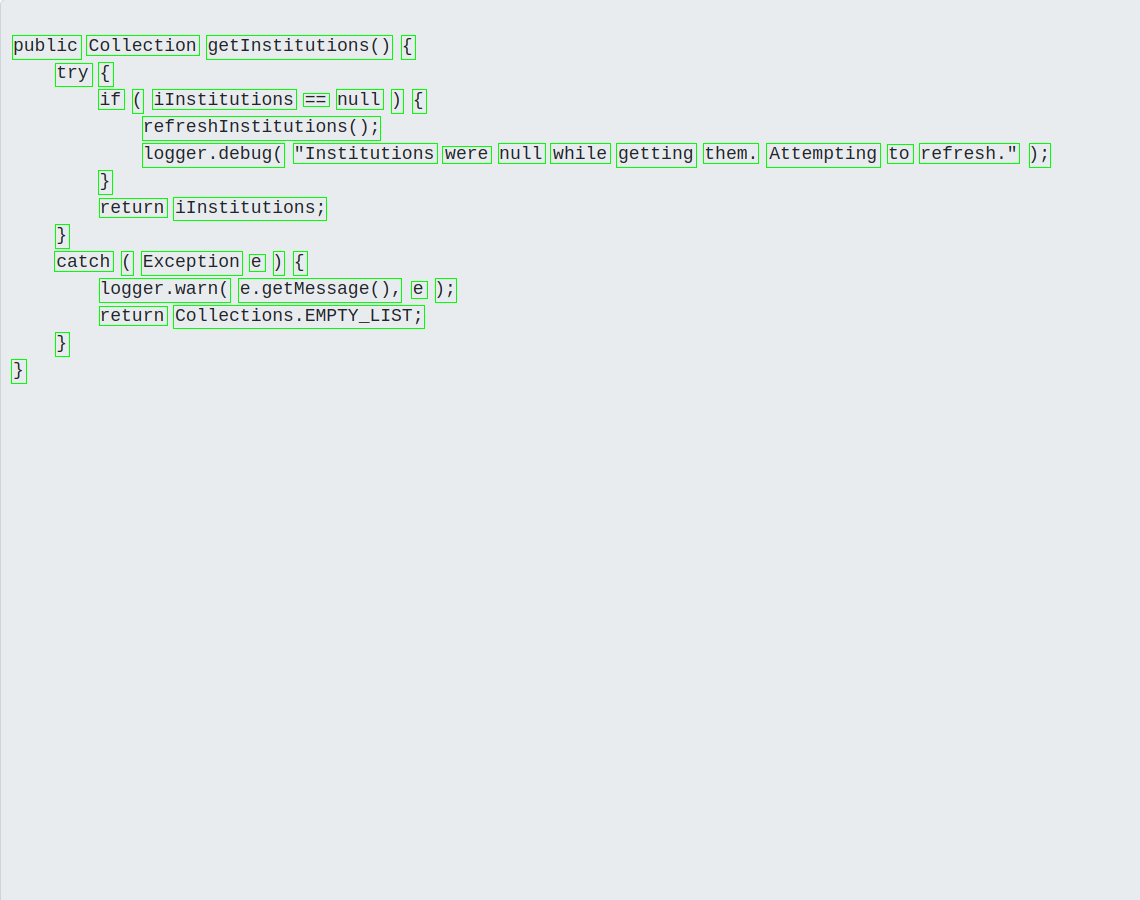 public Collection getInstitutions() {
    try {
        if ( iInstitutions == null ) {
            refreshInstitutions();
            logger.debug( "Institutions were null while getting them. Attempting to refresh." );
        }
        return iInstitutions;
    }
    catch ( Exception e ) {
        logger.warn( e.getMessage(), e );
        return Collections.EMPTY_LIST;
    }
}